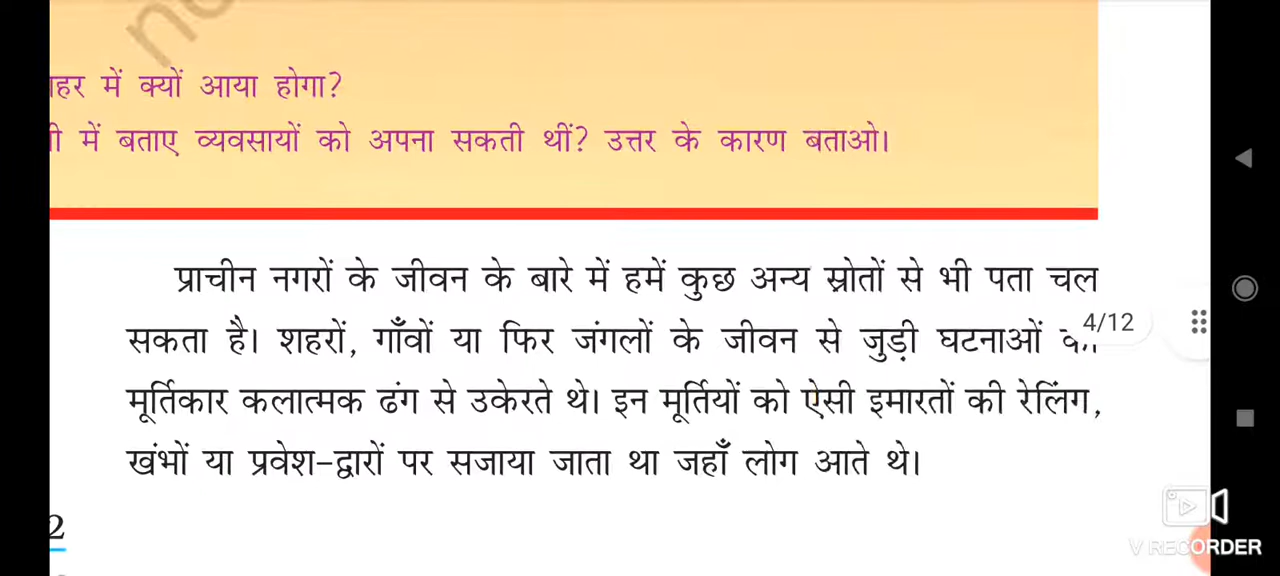 में क्यों आया होगा?
में बताए व्यवसायों को अपना सकती थीं? उत्तर के कारण बताओ।
प्राचीन नगरों के जीवन के बारे में हमें कुछ अन्य स्रोतों से भी पता चल
सकता है। शहरों, गाँवों या फिर जंगलों के जीवन से जुड़ी घटनाओं
4/12
मूर्तिकार कलात्मक ढंग से उकेरते थे। इन मूर्तियों को ऐसी इमारतों की रेलिंग,
खंभों या प्रवेश-द्वारों पर सजाया जाता था जहाँ लोग आते थे।
2
V RECORDER